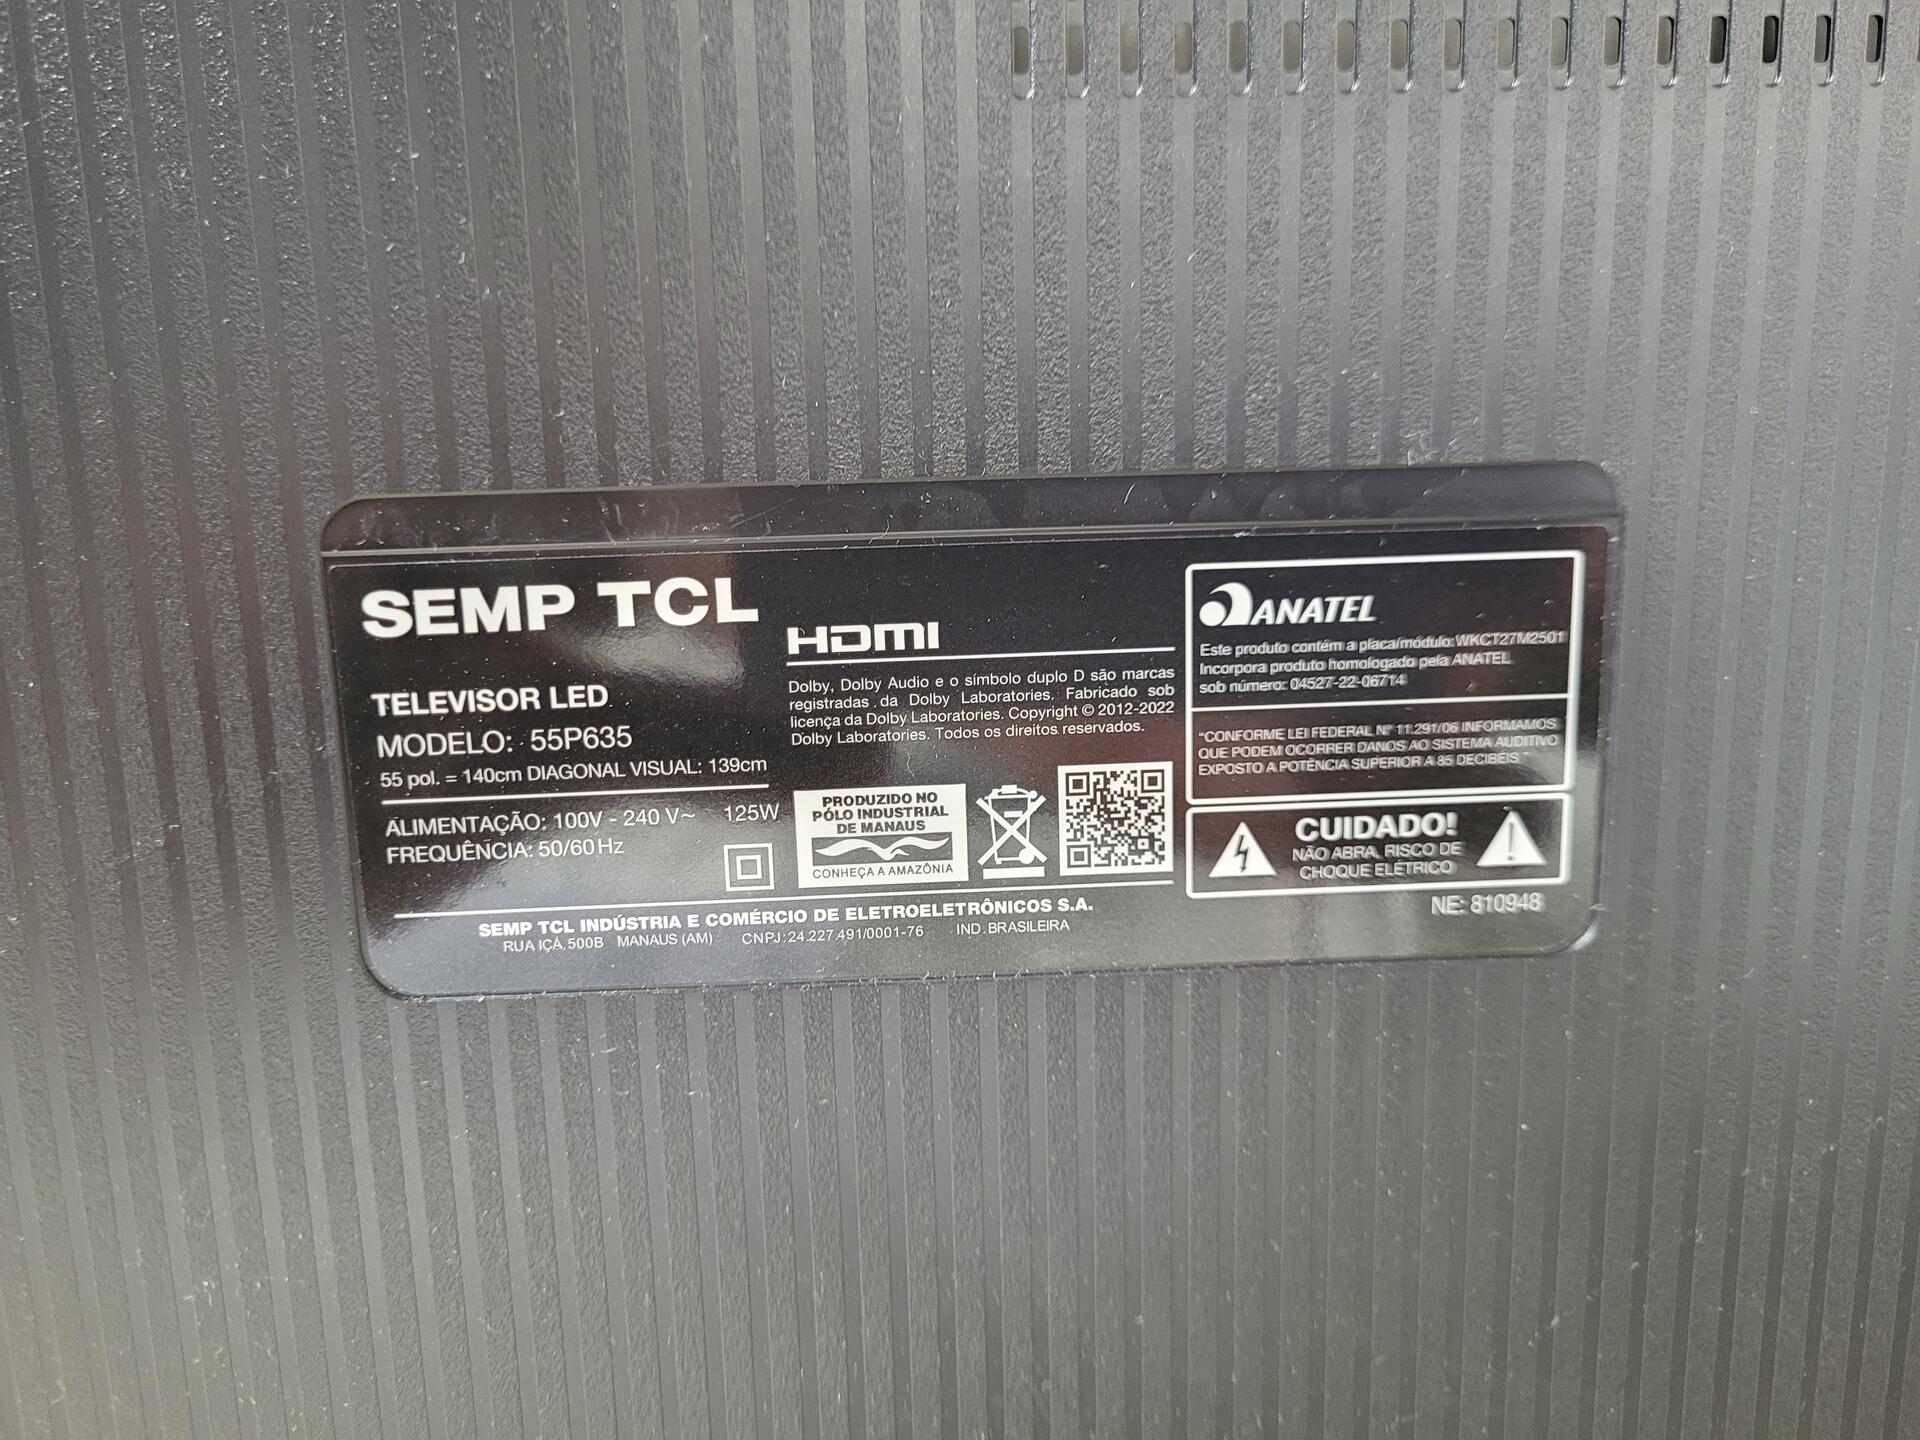 SEMP TCL
TELEVISOR LED
MODELO: 55P635
55 pol. = 140cm DIAGONAL VISUAL: 139cm
ALIMENTAÇÃO: 100V - 240 V~ 125W
FREQUÊNCIA: 50/60Hz
HDMI
Dolby, Dolby Audio e o símbolo duplo D são marcas
registradas da Dolby Laboratories. Fabricado sob
licença da Dolby Laboratories. Copyright © 2012-2022
Dolby Laboratories. Todos os direitos reservados.
PRODUZIDO NO
PÓLO INDUSTRIAL
DE MANAUS
CONHEÇA A AMAZÔNIA
ANATEL
Este produto contém a placa/módulo: WKCT27M2501
Incorpora produto homologado pela ANATEL
sob número: 04527-22-06714
"CONFORME LEI FEDERAL Nº 11.291/06 INFORMAMOS
QUE PODEM OCORRER DANOS AO SISTEMA AUDITIVO
EXPOSTO A POTÊNCIA SUPERIOR A 85 DECIBÉIS"
CUIDADO!
NÃO ABRA, RISCO DE
CHOQUE ELÉTRICO
NE: 810948
SEMP TCL INDÚSTRIA E COMÉRCIO DE ELETROELETRÔNICOS S.A.
RUA IÇÁ, 500B MANAUS (AM) CNPJ: 24.227.491/0001-76 IND. BRASILEIRA